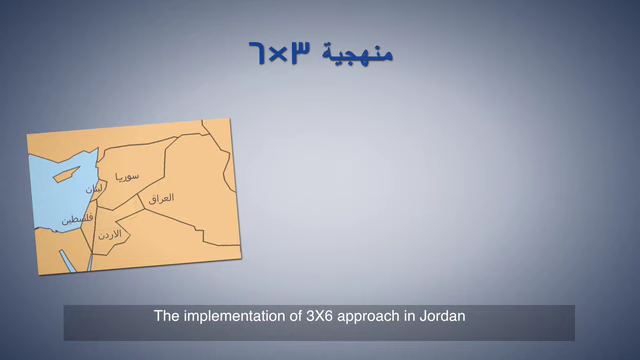 منهجية ٣×٦
سوريا
لبنان
العراق
فلسطين
الاردن
The implementation of 3X6 approach in Jordan